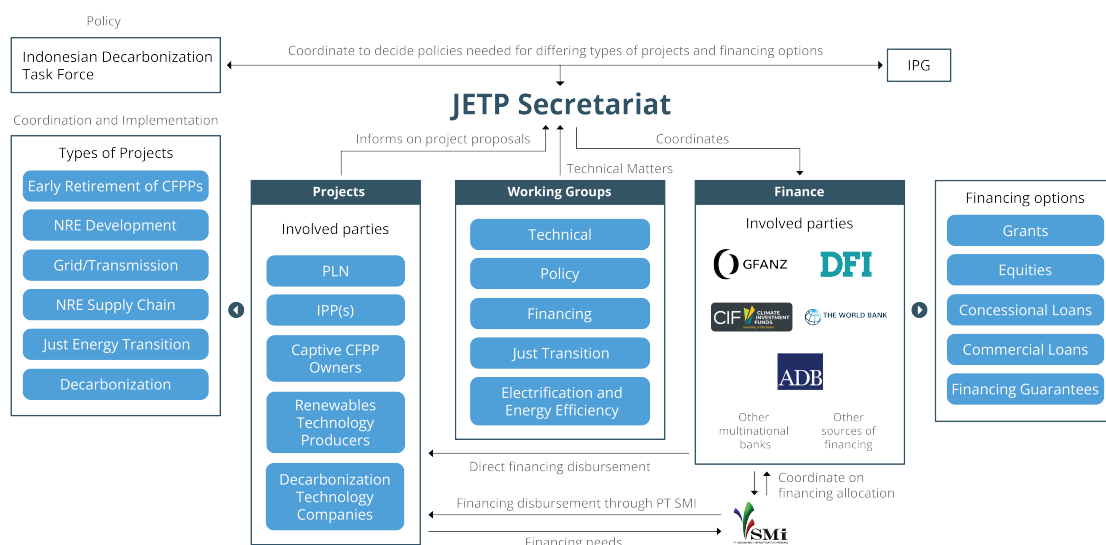 Policy
Indonesian Decarbonization
Task Force
Coordinate to decide policies needed for differing types of projects and financing options
IPG
JETP Secretariat
Coordination and Implementation
Informs on project proposals
Coordinates
Technical Matters
Types of Projects
Early Retirement of CFPPs
NRE Development
Grid/Transmission
NRE Supply Chain
Just Energy Transition
Decarbonization
Projects
Involved parties
PLN
IPP(s)
Captive CFPP
Owners
Renewables
Technology
Producers
Decarbonization
Technology
Companies
Working Groups
Technical
Policy
Financing
Just Transition
Electrification and
Energy Efficiency
Finance
Involved parties
GFANZ
DFI
CIF
CLIMATE
INVESTMENT
FUNDS
THE WORLD BANK
ADB
Other
multinational
banks
Other
sources of
financing
Financing options
Grants
Equities
Concessional Loans
Commercial Loans
Financing Guarantees
Direct financing disbursement
Coordinate on
financing allocation
Financing disbursement through PT SMI
SMi
Financing needs